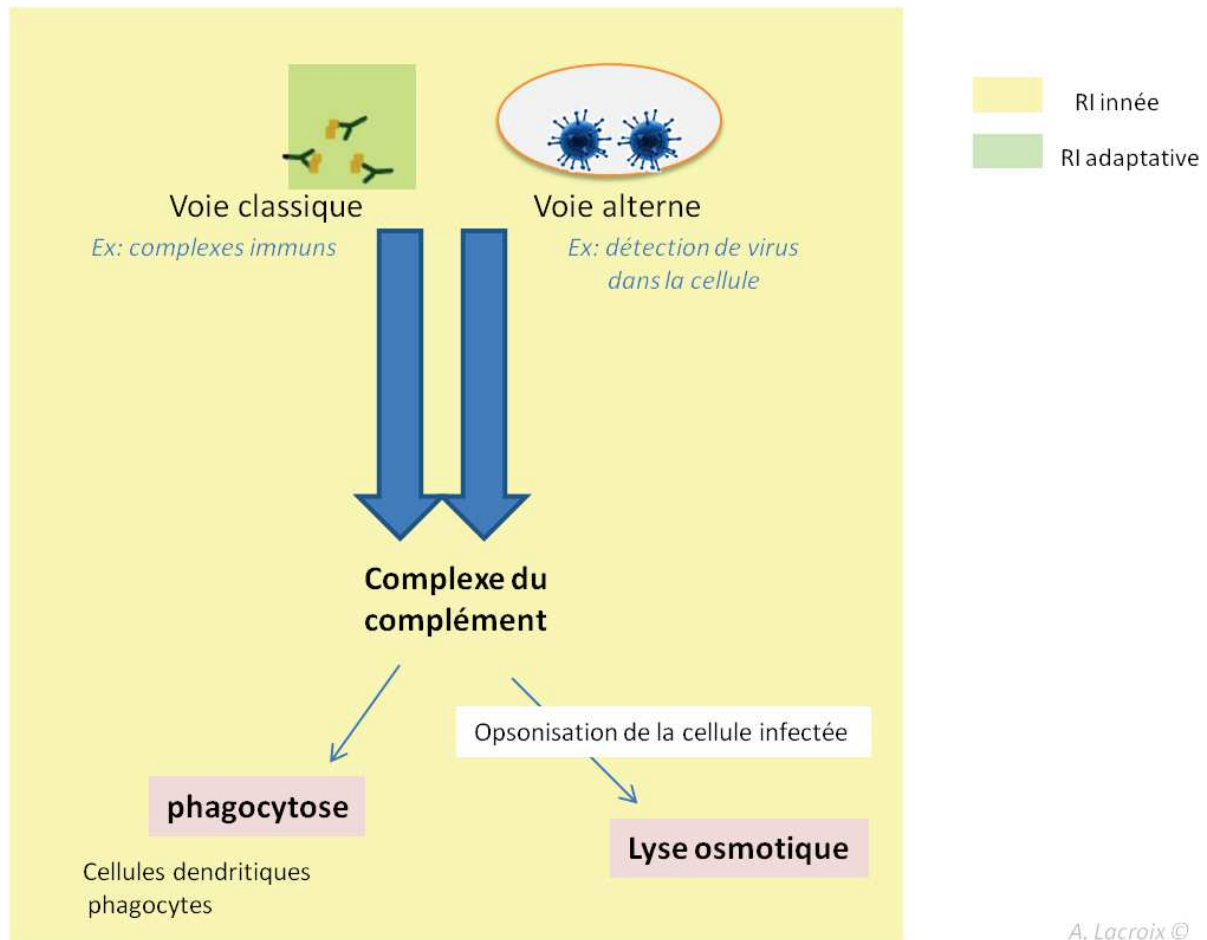 RI innée
RI adaptative
Voie classique
Ex: complexes immuns
Voie alterne
Ex: détection de virus
dans la cellule
Complexe du
complément
Opsonisation de la cellule infectée
phagocytose
Cellules dendritiques
phagocytes
Lyse osmotique
A. Lacroix ©